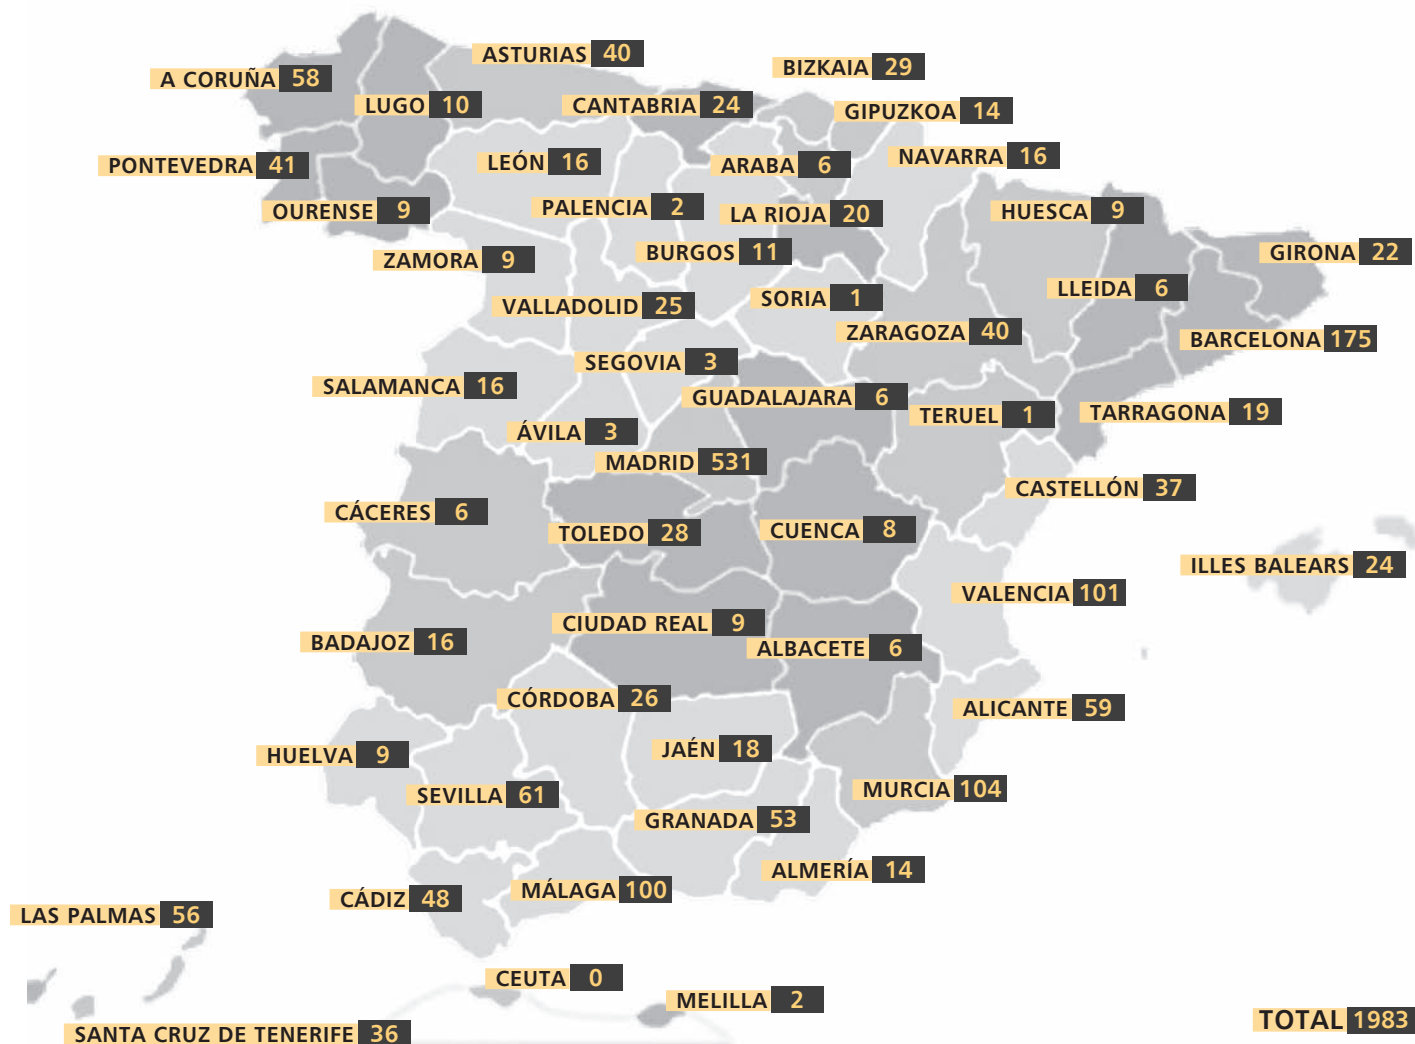 ASTURIAS 40
BIZKAIA 29
A CORUÑA 58
LUGO 10
CANTABRIA 24
GIPUZKOA 14
PONTEVEDRA 41
LEÓN 16
ARABA 6
NAVARRA 16
OURENSE 9
PALENCIA 2
LA RIOJA 20
HUESCA 9
ZAMORA 9
BURGOS 11
GIRONA 22
VALLADOLID 25
SORIA 1
LLEIDA 6
ZARAGOZA 40
BARCELONA 175
SEGOVIA 3
SALAMANCA 16
GUADALAJARA 6
TERUEL 1
TARRAGONA 19
ÁVILA 3
MADRID 531
CASTELLÓN 37
CÁCERES 6
TOLEDO 28
CUENCA 8
ILLES BALEARS 24
VALENCIA 101
CIUDAD REAL 9
BADAJOZ 16
ALBACETE 6
CÓRDOBA 26
ALICANTE 59
HUELVA 9
JAÉN 18
SEVILLA 61
MURCIA 104
GRANADA 53
ALMERÍA 14
CÁDIZ 48
MÁLAGA 100
LAS PALMAS 56
CEUTA 0
MELILLA 2
SANTA CRUZ DE TENERIFE 36
TOTAL 1983